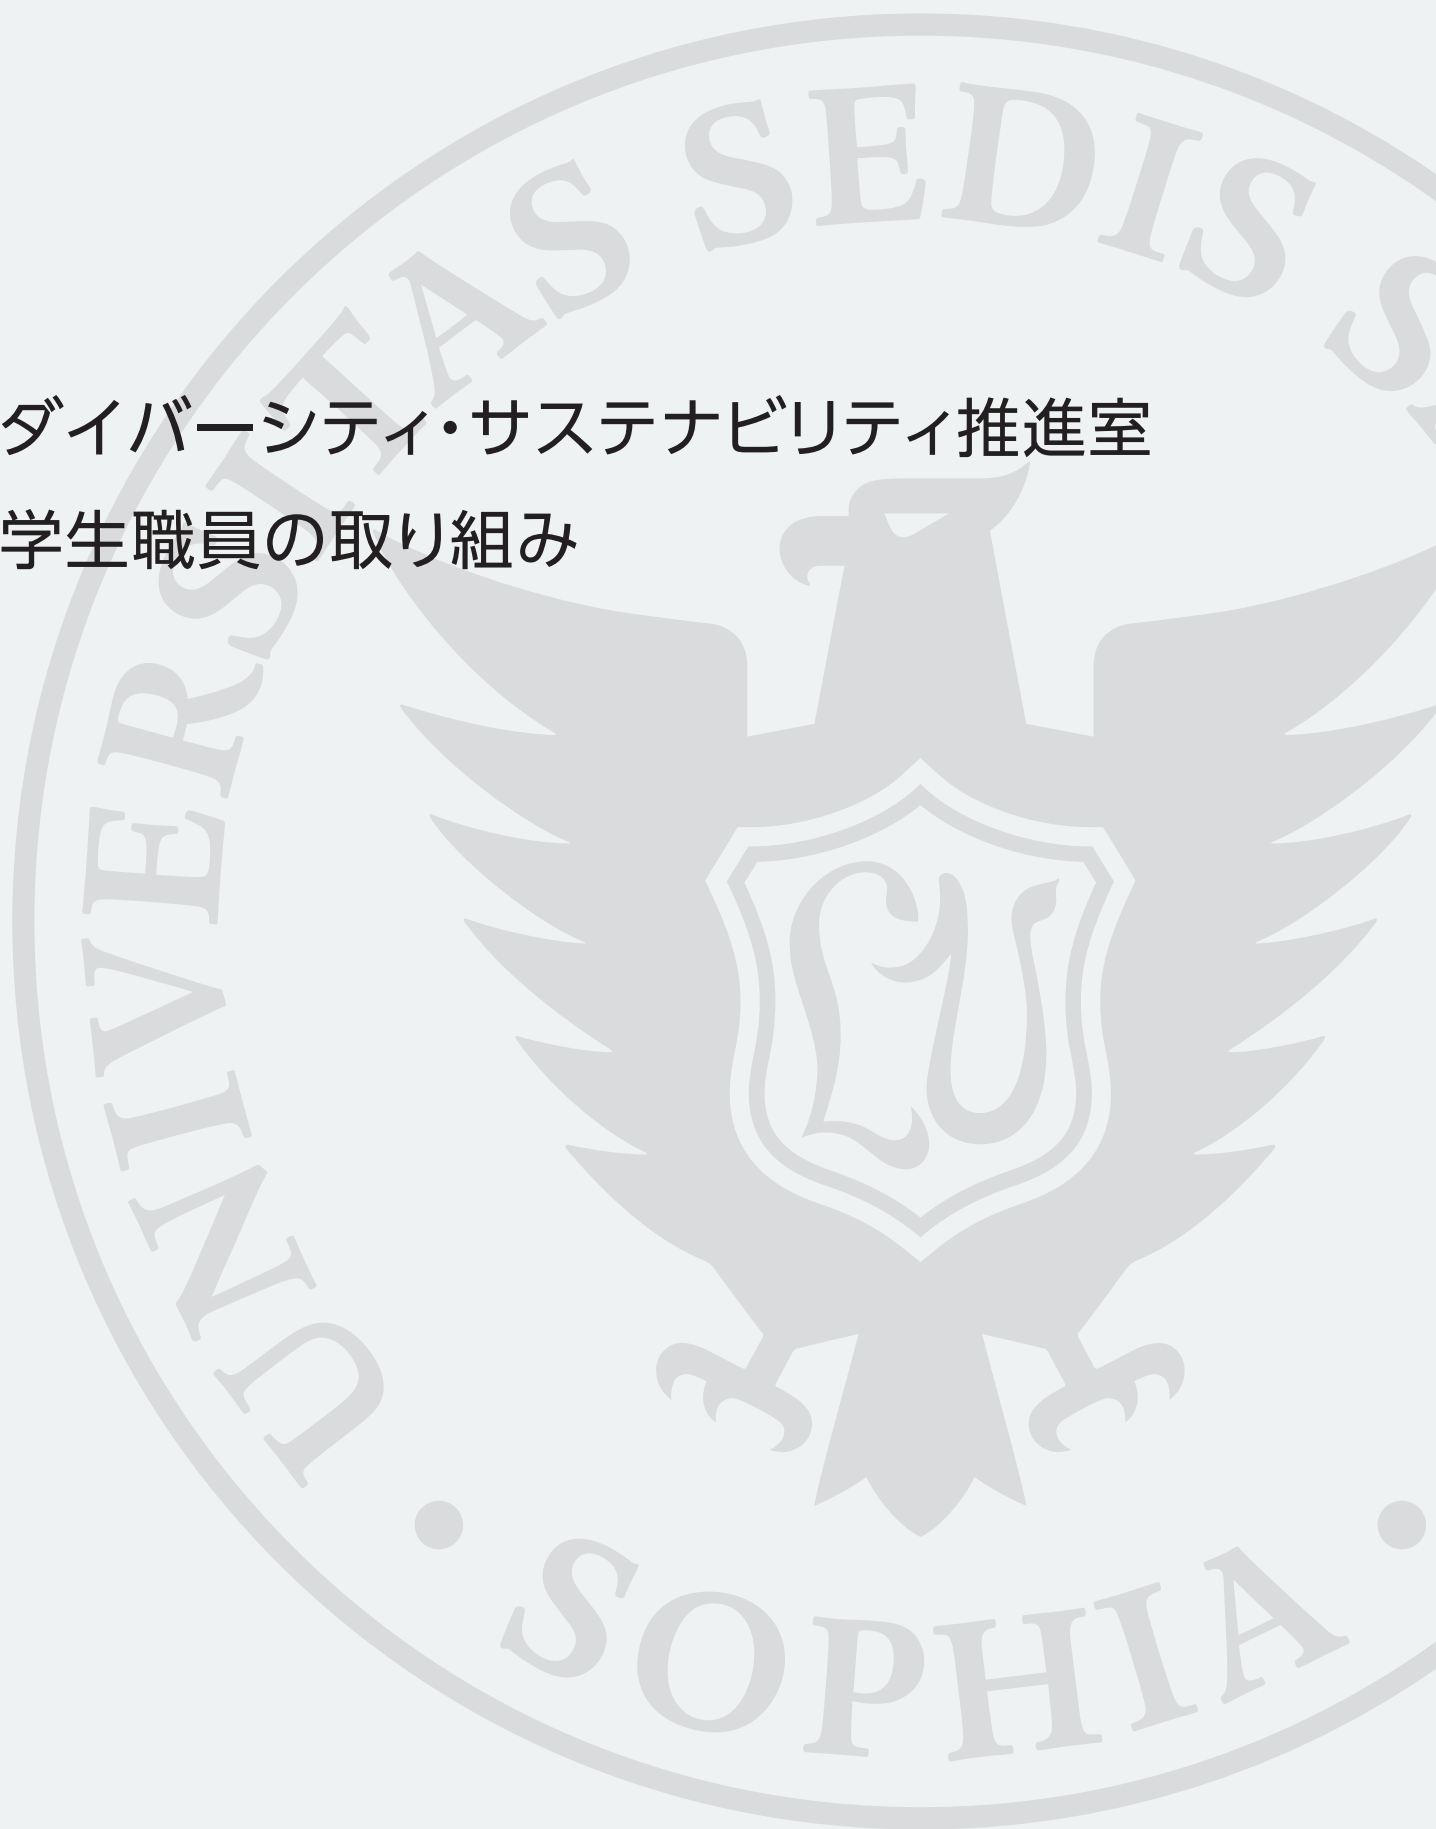 UNIVERSITAS SEDIS S
ダイバーシティ・サステナビリティ推進室
学生職員の取り組み
LV
• SOPHIA •